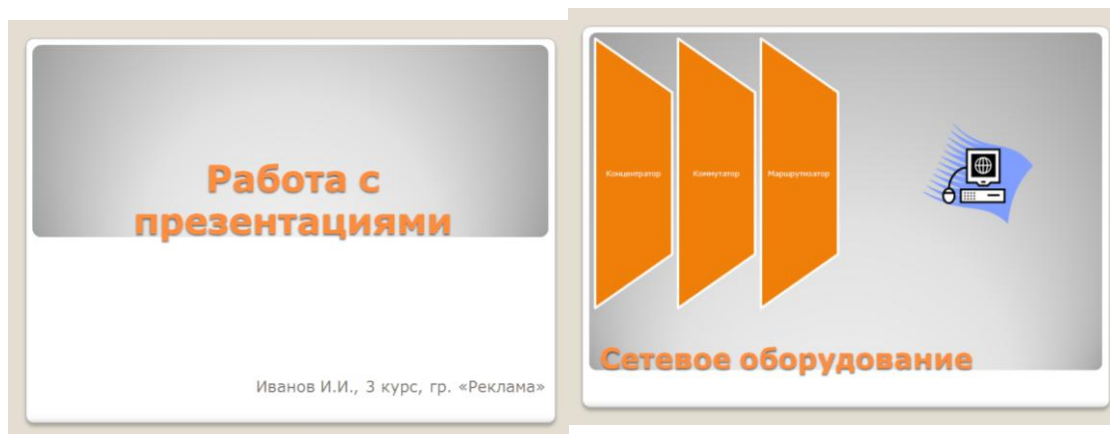 Работа с
презентациями
Иванов И.И., 3 курс, гр. «Реклама»
Концентратор
Коммутатор
Маршрутизатор
Сетевое оборудование